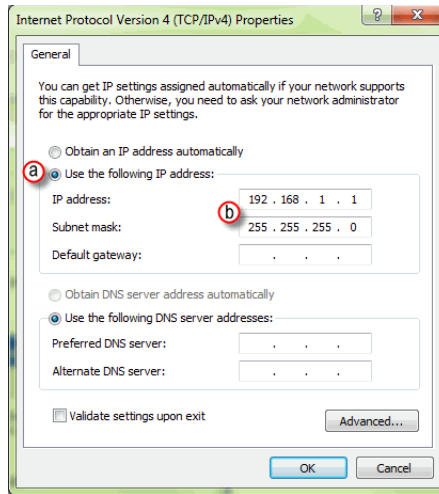 Internet Protocol Version 4 (TCP/IPv4) Properties
General
You can get IP settings assigned automatically if your network supports
this capability. Otherwise, you need to ask your network administrator
for the appropriate IP settings.
Obtain an IP address automatically
a Use the following IP address:
IP address: 192 . 168 . 1 . 1
b
Subnet mask: 255 . 255 . 255 . 0
Default gateway: . . .
Obtain DNS server address automatically
Use the following DNS server addresses:
Preferred DNS server: . . .
Alternate DNS server: . . .
Validate settings upon exit
Advanced...
OK Cancel